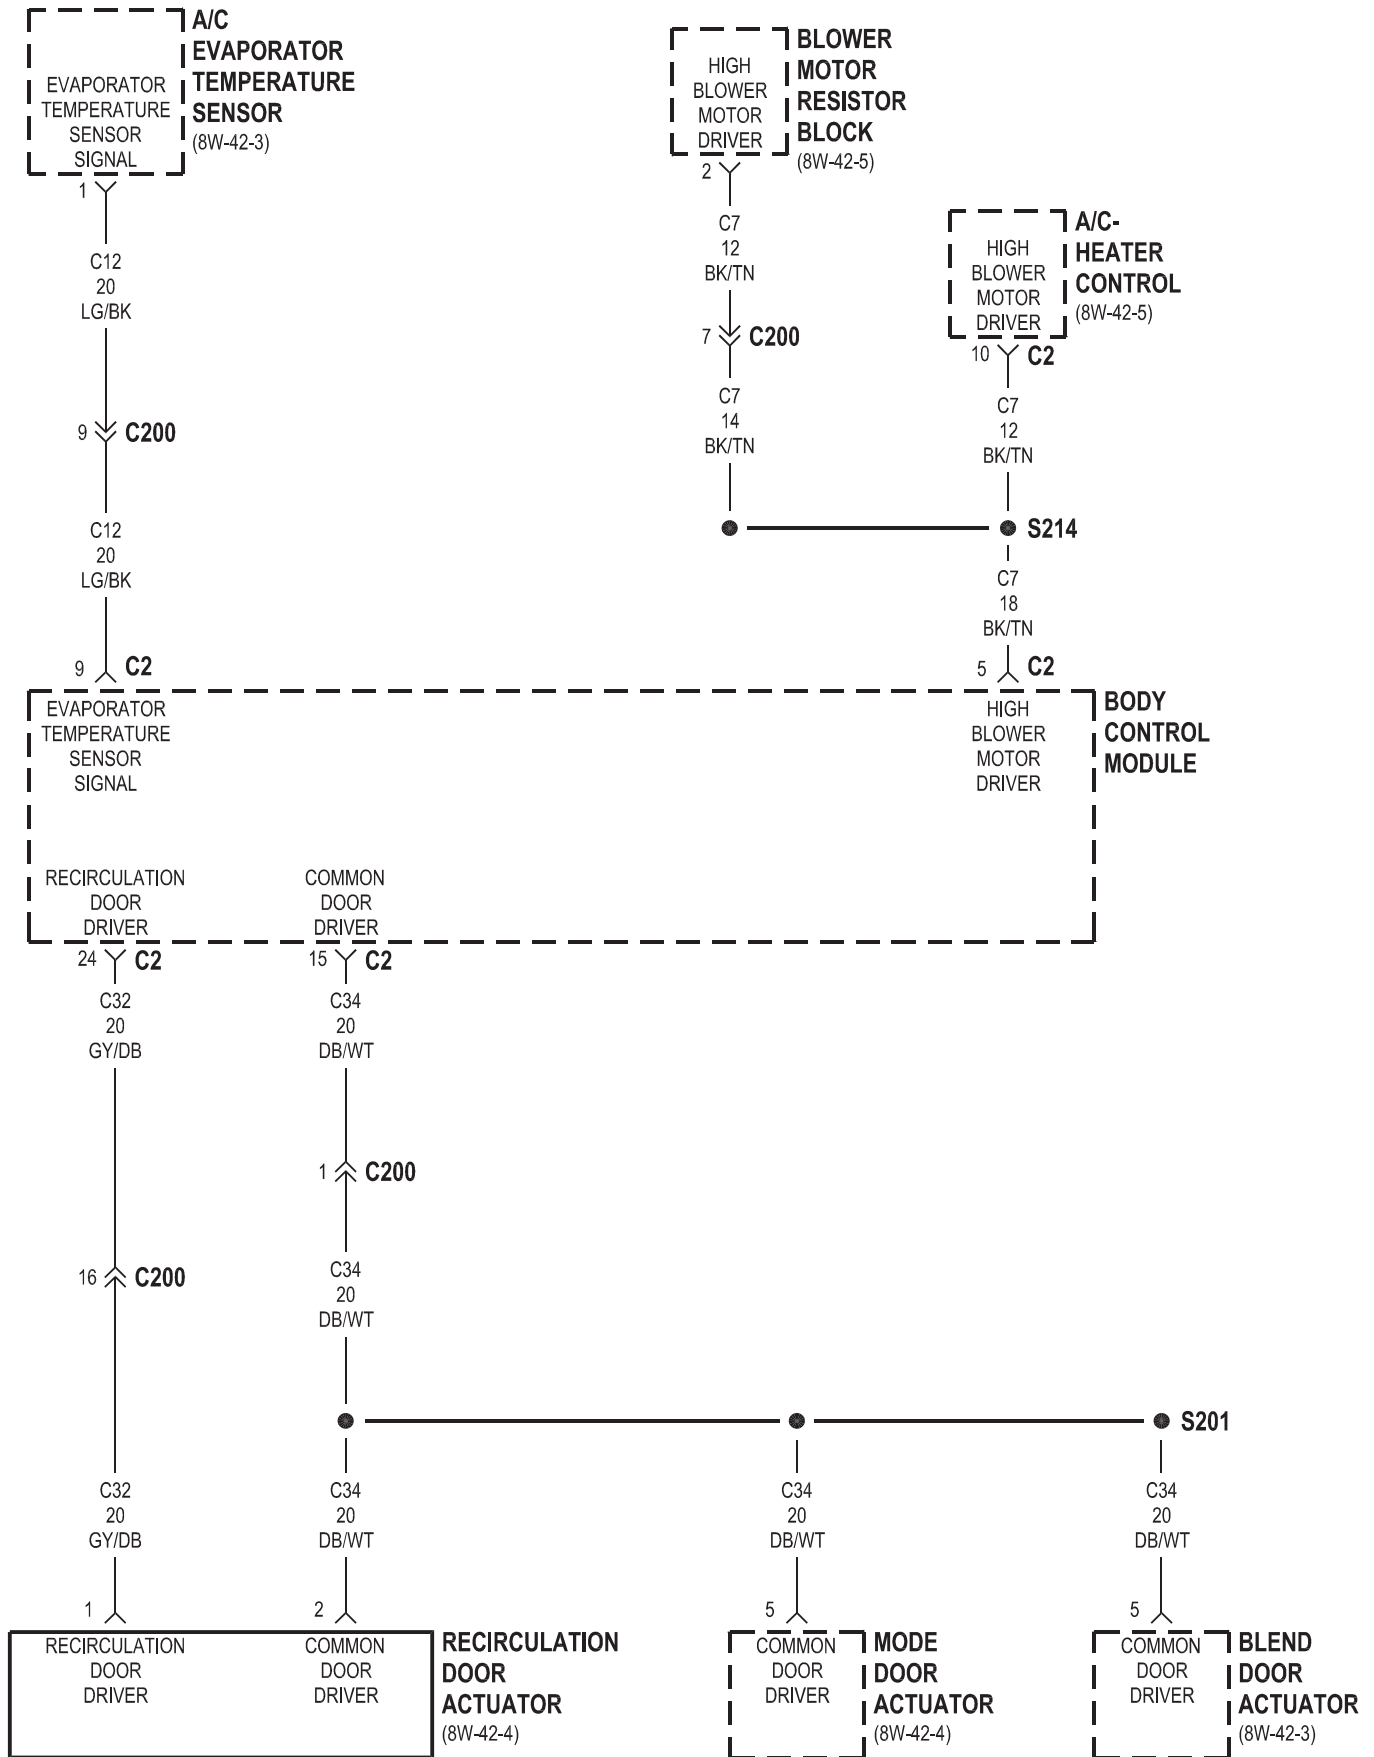 A/C
EVAPORATOR
TEMPERATURE
SENSOR
(8W-42-3)
EVAPORATOR
TEMPERATURE
SENSOR
SIGNAL
1
C12
20
LG/BK
9 C200
C12
20
LG/BK
9 C2
BLOWER
MOTOR
RESISTOR
BLOCK
(8W-42-5)
HIGH
BLOWER
MOTOR
DRIVER
2
C7
12
BK/TN
7 C200
C7
14
BK/TN
A/C-
HEATER
CONTROL
(8W-42-5)
HIGH
BLOWER
MOTOR
DRIVER
10 C2
C7
12
BK/TN
S214
C7
18
BK/TN
5 C2
BODY
CONTROL
MODULE
EVAPORATOR
TEMPERATURE
SENSOR
SIGNAL
HIGH
BLOWER
MOTOR
DRIVER
RECIRCULATION
DOOR
DRIVER
COMMON
DOOR
DRIVER
24 C2
C32
20
GY/DB
16 C200
C32
20
GY/DB
1
15 C2
C34
20
DB/WT
1 C200
C34
20
DB/WT
S201
C34
20
DB/WT
2
C34
20
DB/WT
5
C34
20
DB/WT
5
RECIRCULATION
DOOR
DRIVER
COMMON
DOOR
DRIVER
RECIRCULATION
DOOR
ACTUATOR
(8W-42-4)
COMMON
DOOR
DRIVER
MODE
DOOR
ACTUATOR
(8W-42-4)
COMMON
DOOR
DRIVER
BLEND
DOOR
ACTUATOR
(8W-42-3)